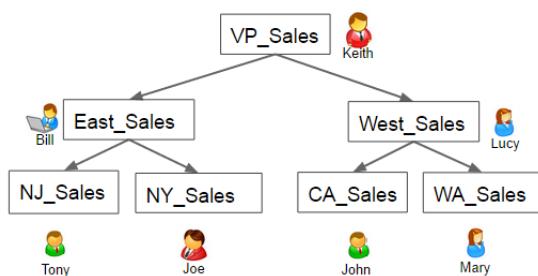 VP_Sales
Keith
East_Sales
Bill
West_Sales
Lucy
NJ_Sales
NY_Sales
CA_Sales
WA_Sales
Tony
Joe
John
Mary